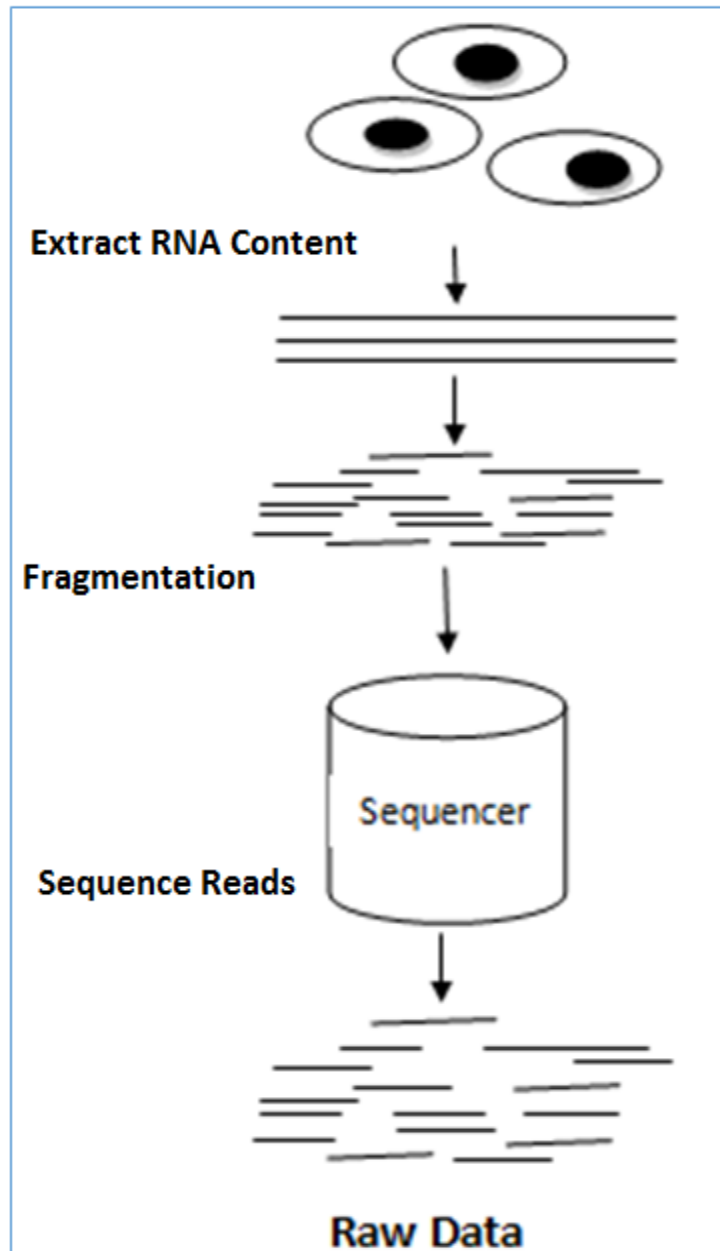 Extract RNA Content
Fragmentation
Sequencer
Sequence Reads
Raw Data